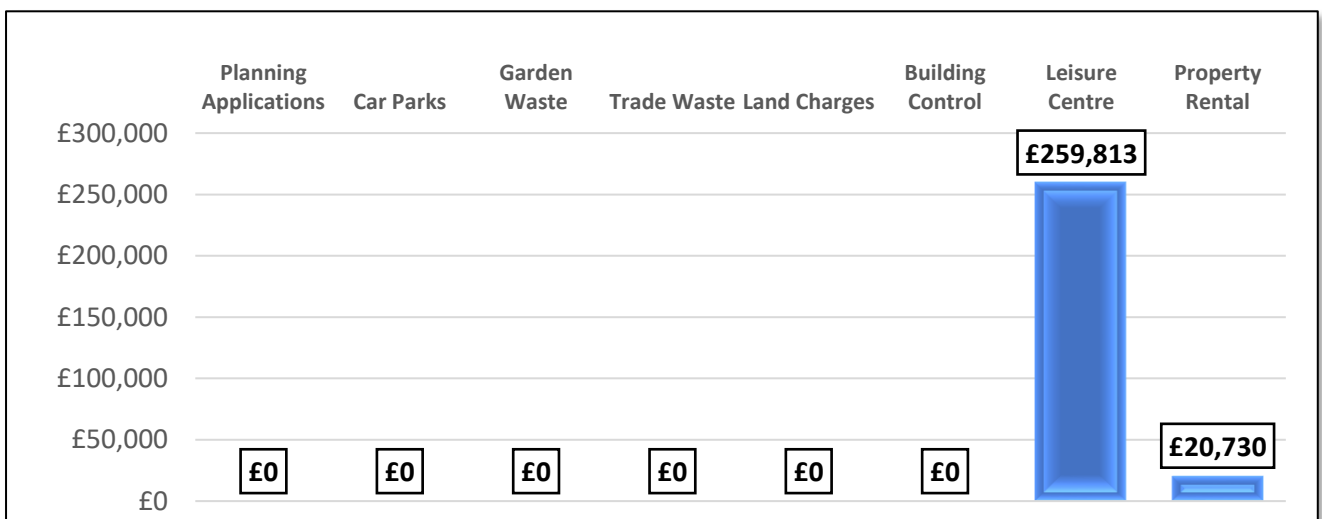 Planning
Applications
Car Parks
Garden
Waste
Trade Waste
Land Charges
Building
Control
Leisure
Centre
Property
Rental
£300,000
£250,000
£200,000
£150,000
£100,000
£50,000
£0
£0
£0
£0
£0
£0
£0
£259,813
£20,730